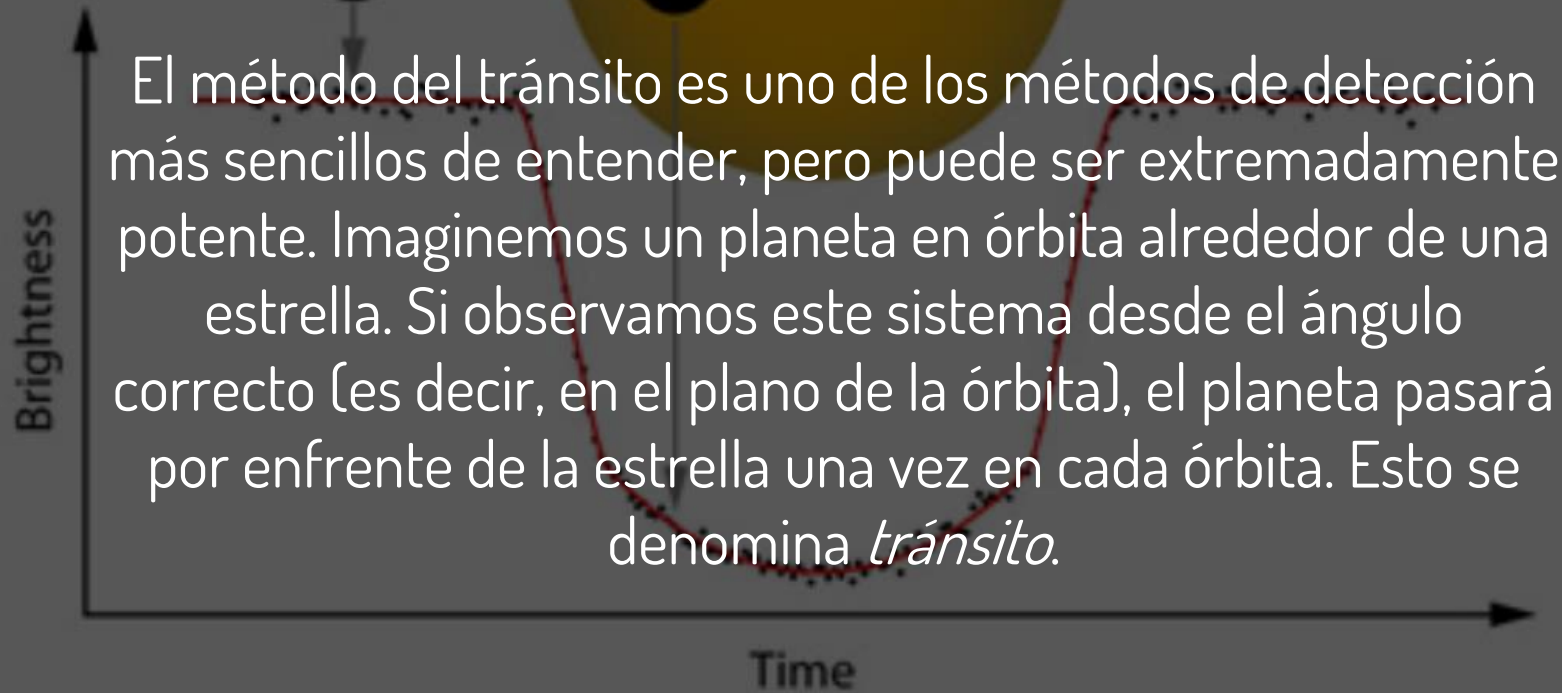 El método del tránsito es uno de los métodos de detección
más sencillos de entender, pero puede ser extremadamente
potente. Imaginemos un planeta en órbita alrededor de una
estrella. Si observamos este sistema desde el ángulo
correcto (es decir, en el plano de la órbita), el planeta pasará
por enfrente de la estrella una vez en cada órbita. Esto se
denomina tránsito.
Brightness
Time